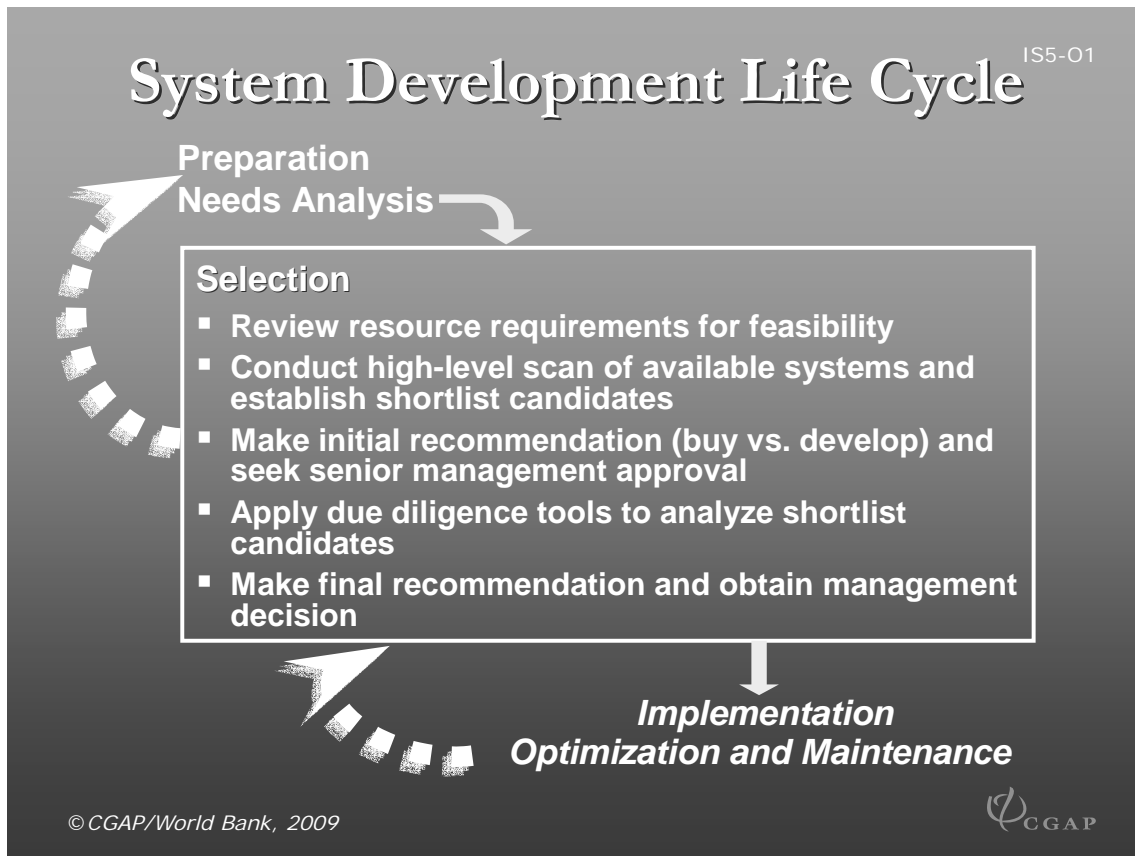 IS5-O1
System Development Life Cycle
Preparation
Needs Analysis
Selection
▪ Review resource requirements for feasibility
▪ Conduct high-level scan of available systems and
establish shortlist candidates
▪ Make initial recommendation (buy vs. develop) and
seek senior management approval
▪ Apply due diligence tools to analyze shortlist
candidates
▪ Make final recommendation and obtain management
decision
Implementation
Optimization and Maintenance
© CGAP/World Bank, 2009
CGAP